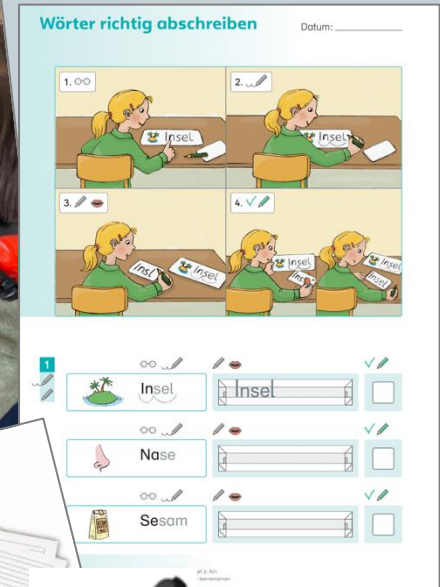 Wörter richtig abschreiben
Datum:
1.
Insel
2.
Insel
3.
Insl
Insel
4.
Insel
Insel
Insel
Insel
1
Insel
Insel
Nase
Sesam